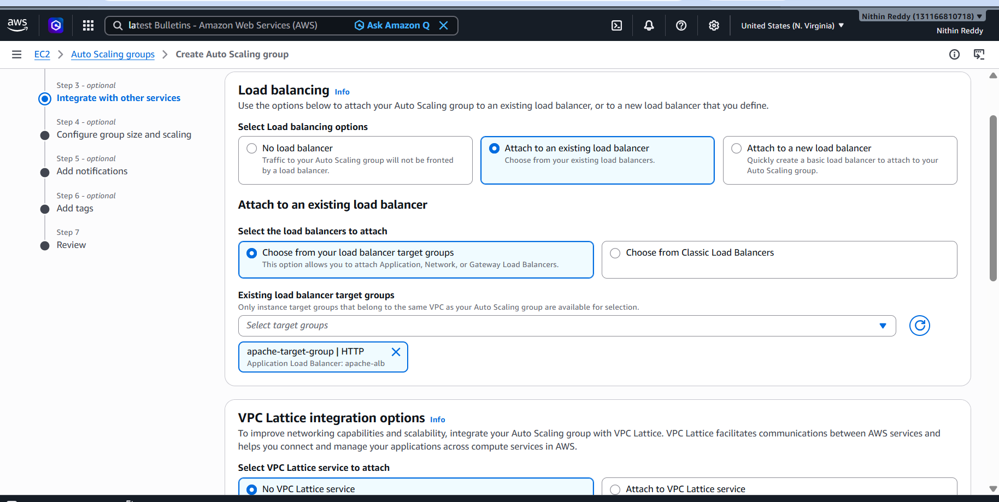 aws
latest Bulletins - Amazon Web Services (AWS)
Ask Amazon Q
United States (N. Virginia) ▼
Nithin Reddy (131166810718) ▼
Nithin Reddy
EC2
Auto Scaling groups
Create Auto Scaling group
Step 3 - optional
Integrate with other services
Step 4 - optional
Configure group size and scaling
Step 5 - optional
Add notifications
Step 6 - optional
Add tags
Step 7
Review
Load balancing Info
Use the options below to attach your Auto Scaling group to an existing load balancer, or to a new load balancer that you define.
Select Load balancing options
No load balancer
Traffic to your Auto Scaling group will not be fronted
by a load balancer.
Attach to an existing load balancer
Choose from your existing load balancers.
Attach to a new load balancer
Quickly create a basic load balancer to attach to your
Auto Scaling group.
Attach to an existing load balancer
Select the load balancers to attach
Choose from your load balancer target groups
This option allows you to attach Application, Network, or Gateway Load Balancers.
Choose from Classic Load Balancers
Existing load balancer target groups
Only instance target groups that belong to the same VPC as your Auto Scaling group are available for selection.
Select target groups
apache-target-group | HTTP
Application Load Balancer: apache-alb
VPC Lattice integration options Info
To improve networking capabilities and scalability, integrate your Auto Scaling group with VPC Lattice. VPC Lattice facilitates communications between AWS services and
helps you connect and manage your applications across compute services in AWS.
Select VPC Lattice service to attach
No VPC Lattice service
Attach to VPC Lattice service